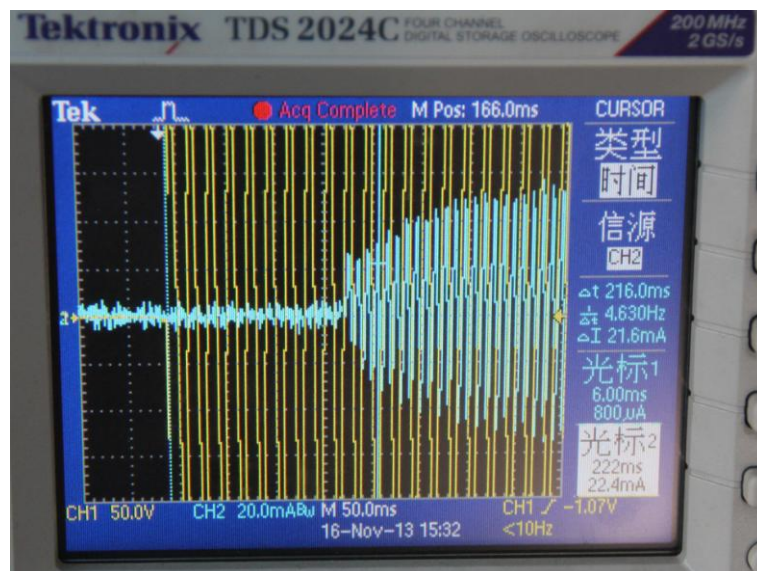 Tektronix TDS 2024C FOUR CHANNEL DIGITAL STORAGE OSCILLOSCOPE 200 MHz 2 GS/s
Tek Acq Complete M Pos: 166.0ms CURSOR
类型
时间
信源
CH2
△t 216.0ms
1/△t 4.630Hz
△I 21.6mA
光标1
6.00ms
800uA
光标2
222ms
22.4mA
CH1 50.0V CH2 20.0mABw M 50.0ms CH1 / -1.07V
16-Nov-13 15:32 <10Hz